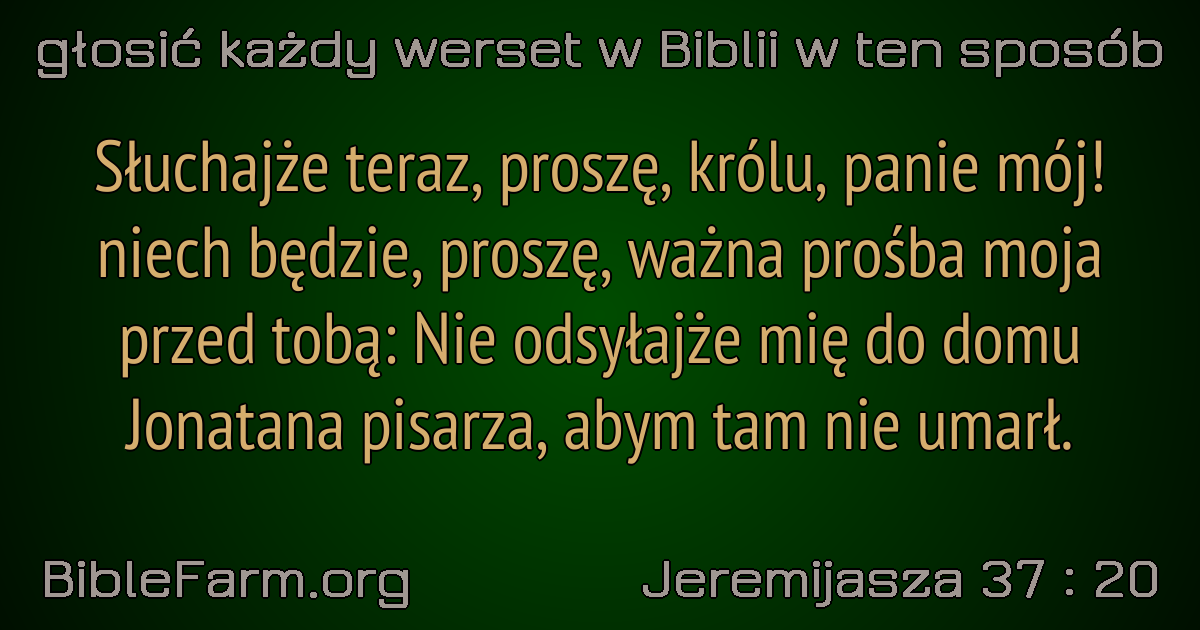 głosić każdy werset w Biblii w ten sposób
Słuchajże teraz, proszę, królu, panie mój!
niech będzie, proszę, ważna prośba moja
przed tobą: Nie odsyłajże mię do domu
Jonatana pisarza, abym tam nie umarł.
BibleFarm.org Jeremijasza 37 : 20